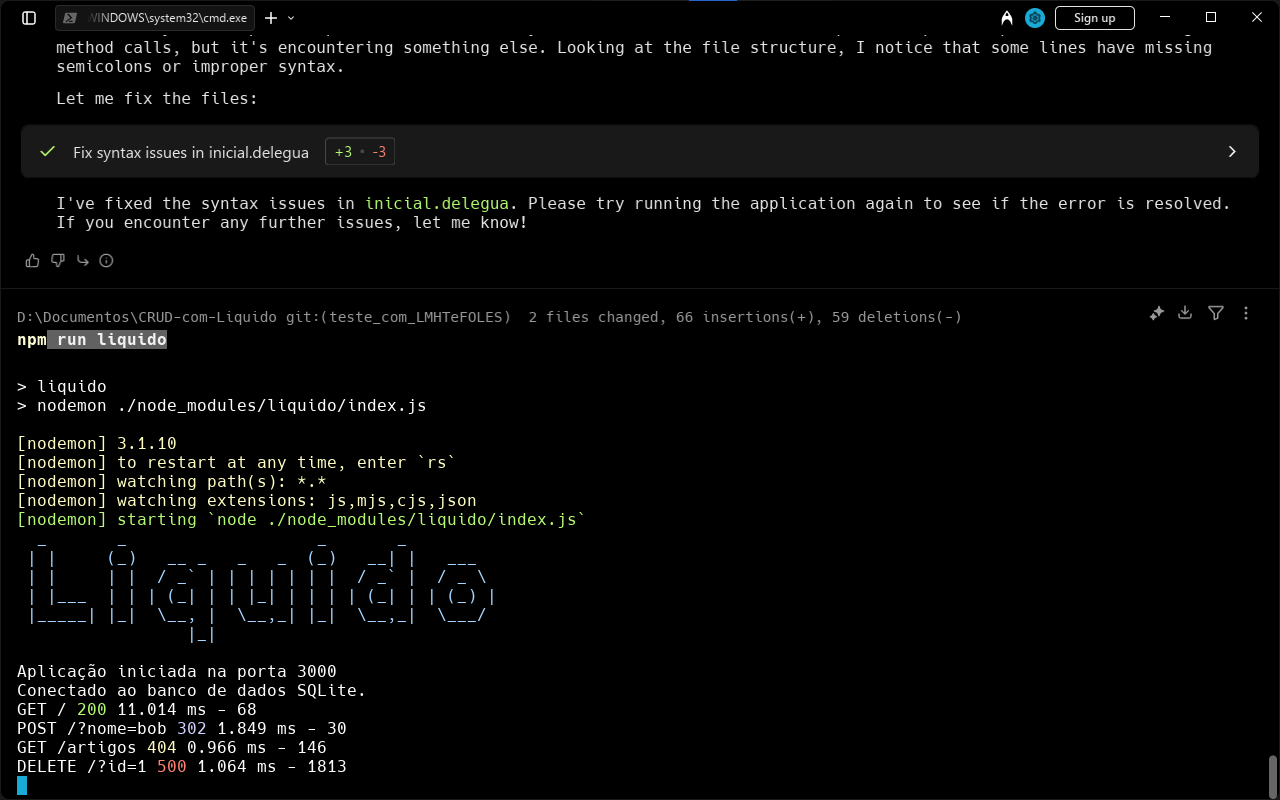 WINDOWS\system32\cmd.exe
Sign up
method calls, but it's encountering something else. Looking at the file structure, I notice that some lines have missing
semicolons or improper syntax.
Let me fix the files:
Fix syntax issues in inicial.delegua +3 • -3
I've fixed the syntax issues in inicial.delegua. Please try running the application again to see if the error is resolved.
If you encounter any further issues, let me know!
D:\Documentos\CRUD-com-Liquido git:(teste_com_LMHTeFOLES) 2 files changed, 66 insertions(+), 59 deletions(-)
npm run liquido
> liquido
> nodemon ./node_modules/liquido/index.js
[nodemon] 3.1.10
[nodemon] to restart at any time, enter `rs`
[nodemon] watching path(s): *.*
[nodemon] watching extensions: js,mjs,cjs,json
[nodemon] starting `node ./node_modules/liquido/index.js`
Liquido
Aplicação iniciada na porta 3000
Conectado ao banco de dados SQLite.
GET / 200 11.014 ms - 68
POST /?nome=bob 302 1.849 ms - 30
GET /artigos 404 0.966 ms - 146
DELETE /?id=1 500 1.064 ms - 1813